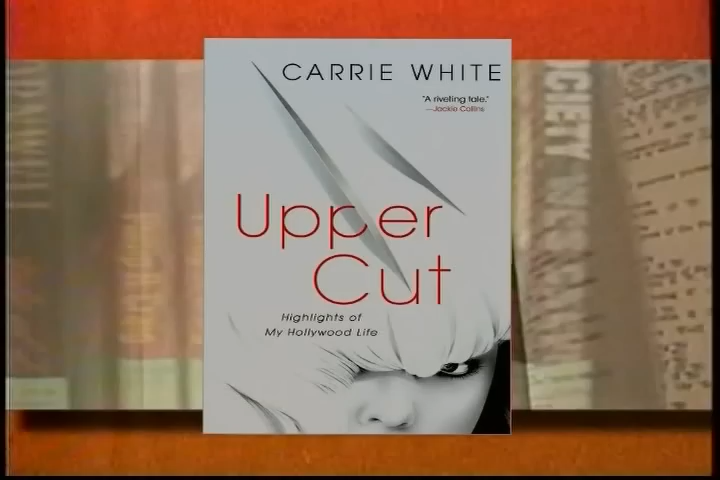 CARRIE WHITE
"A riveting tale."
—Jackie Collins
Upper
Cut
Highlights of
My Hollywood Life